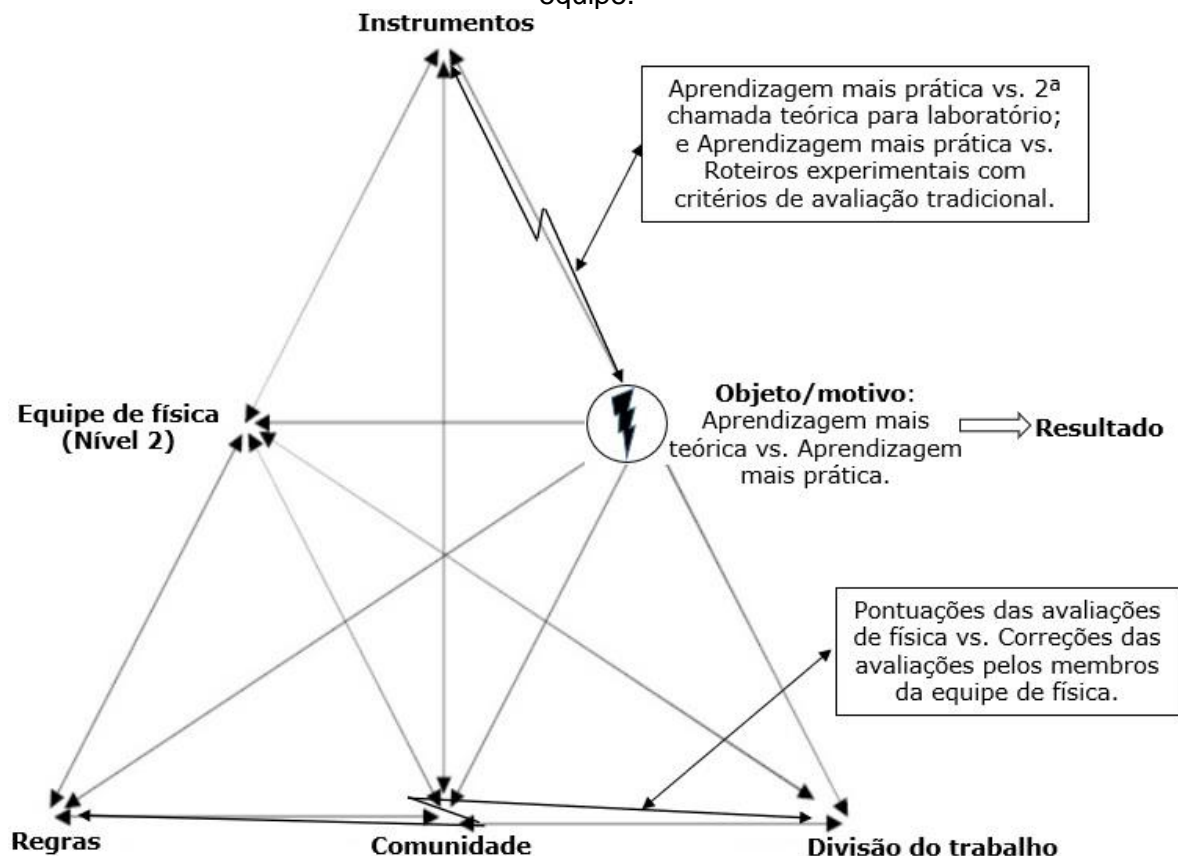 equipe.
Instrumentos
Aprendizagem mais prática vs. 2ª
chamada teórica para laboratório;
e Aprendizagem mais prática vs.
Roteiros experimentais com
critérios de avaliação tradicional.
Equipe de física
(Nível 2)
Objeto/motivo:
Aprendizagem mais
teórica vs. Aprendizagem
mais prática.
Resultado
Pontuações das avaliações
de física vs. Correções das
avaliações pelos membros
da equipe de física.
Regras
Comunidade
Divisão do trabalho